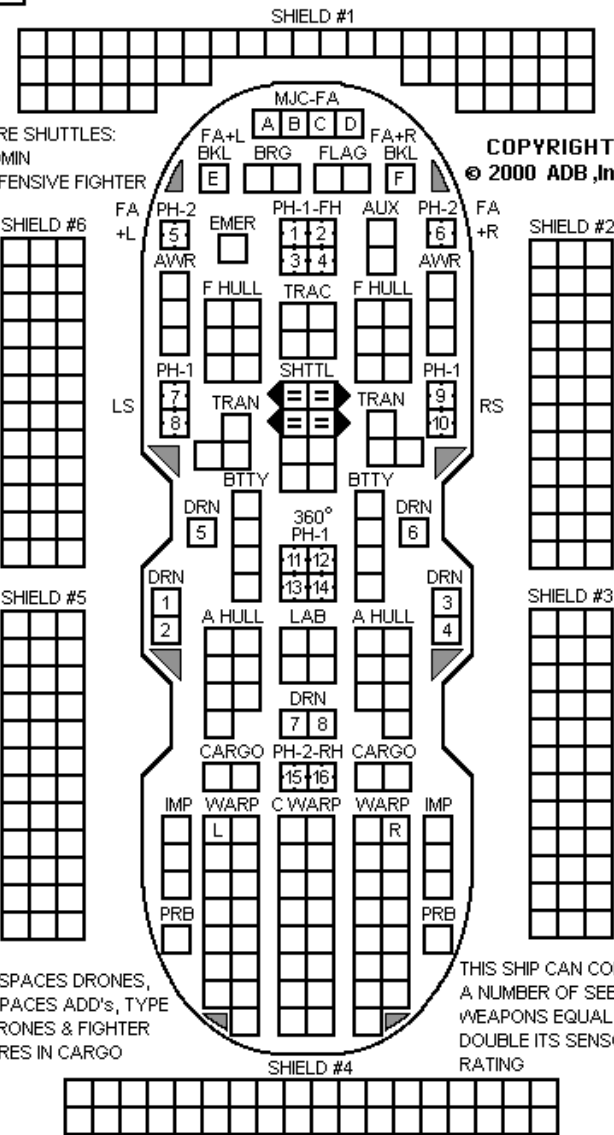 SHIELD #1
MJC-FA
A B C D
RE SHUTTLES:
MIN
FENSIVE FIGHTER
FA+L
BKL
E
BRG
FLAG
FA+R
BKL
F
COPYRIGHT
© 2000 ADB ,In
SHIELD #6
FA
+L
PH-2
5
EMER
PH-1-FH
1 2
3 4
AUX
PH-2
6
FA
+R
SHIELD #2
AWR
F HULL
TRAC
F HULL
AWR
LS
PH-1
7
8
TRAN
SHTTL
= =
= =
TRAN
PH-1
9
10
RS
BTTY
BTTY
DRN
5
360°
PH-1
11 12
13 14
DRN
6
SHIELD #5
DRN
1
2
A HULL
LAB
A HULL
DRN
3
4
SHIELD #3
DRN
7 8
CARGO
PH-2-RH
15 16
CARGO
IMP
WARP
L
C WARP
WARP
R
IMP
PRB
PRB
SPACES DRONES,
PACES ADD's, TYPE
RONES & FIGHTER
RES IN CARGO
THIS SHIP CAN CO
A NUMBER OF SEE
WEAPONS EQUAL
DOUBLE ITS SENS
RATING
SHIELD #4